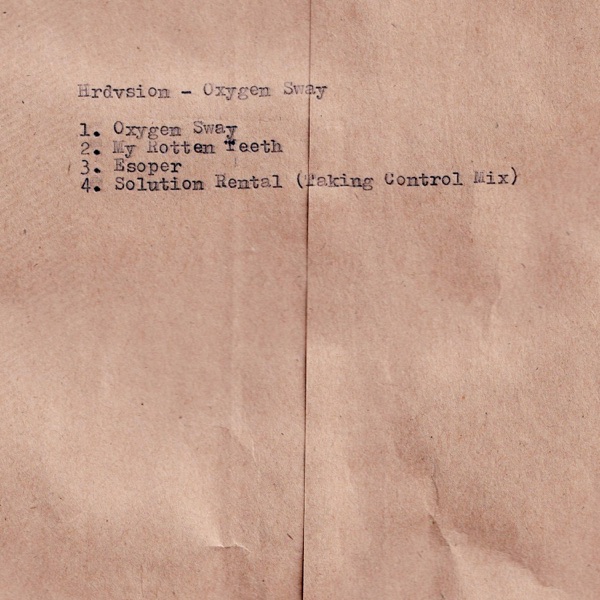 Hrdvsion - Oxygen Sway
1. Oxygen Sway
2. My Rotten Teeth
3. Esoper
4. Solution Rental (Taking Control Mix)